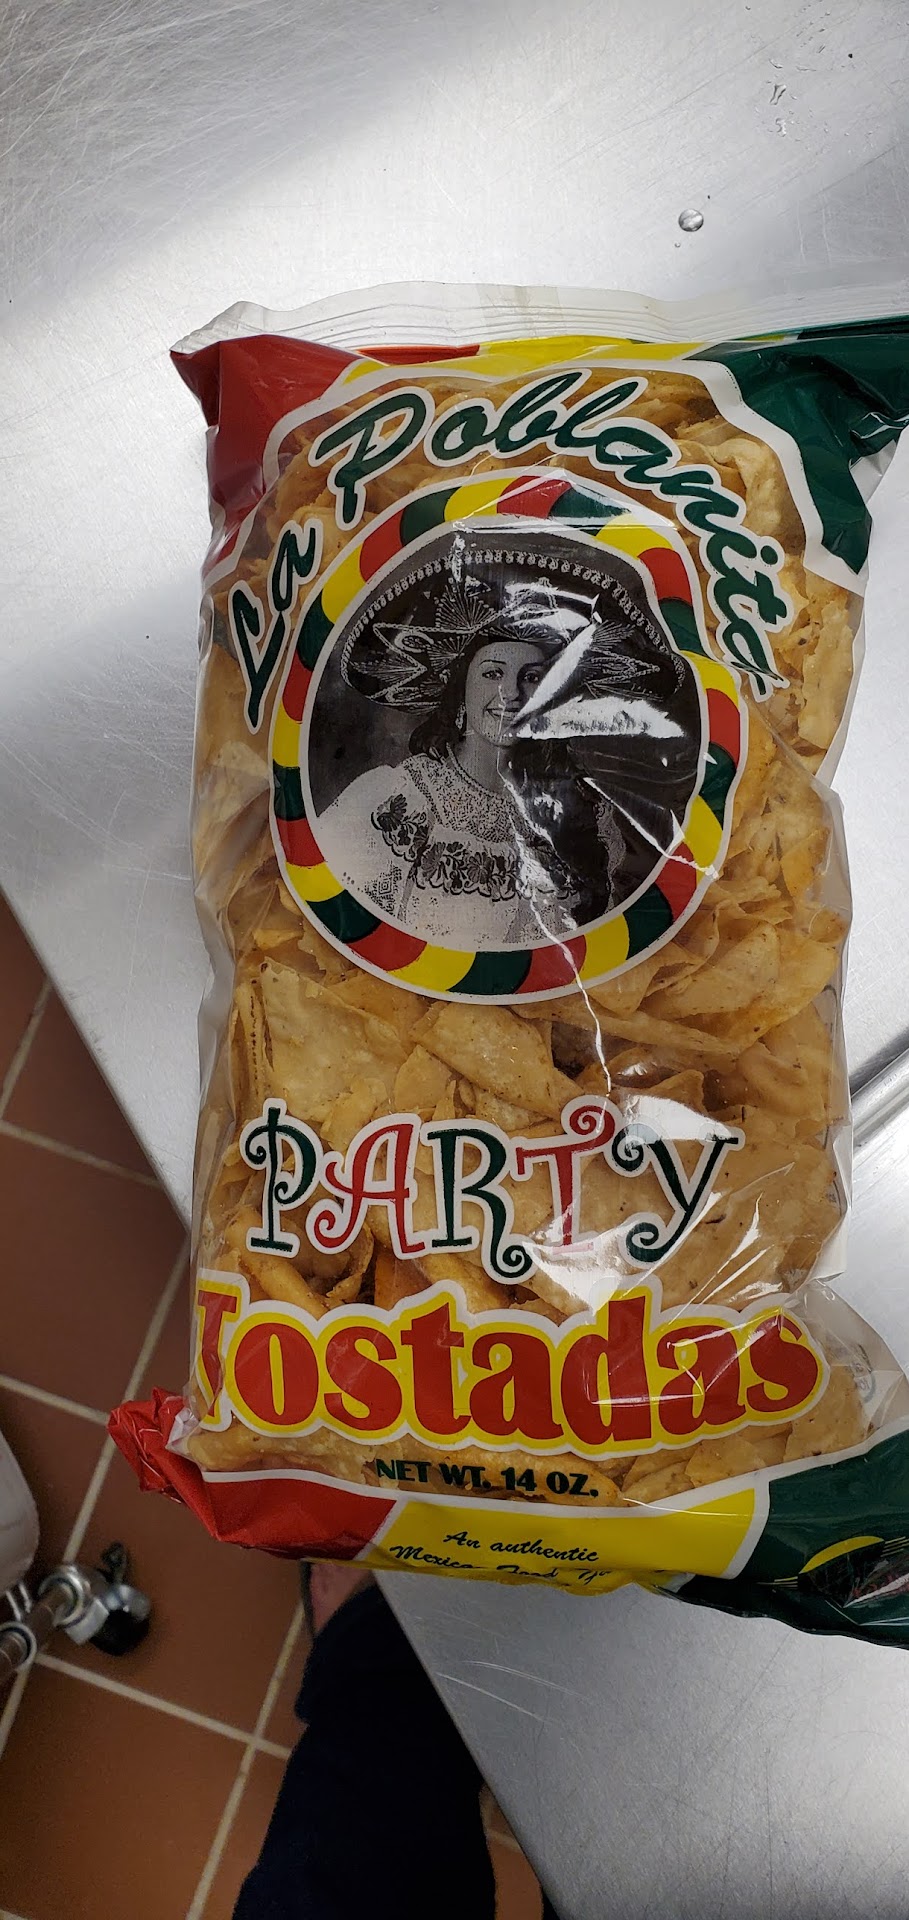 La Poblanita
PARTY
Tostadas
NET WT. 14 OZ.
An authentic